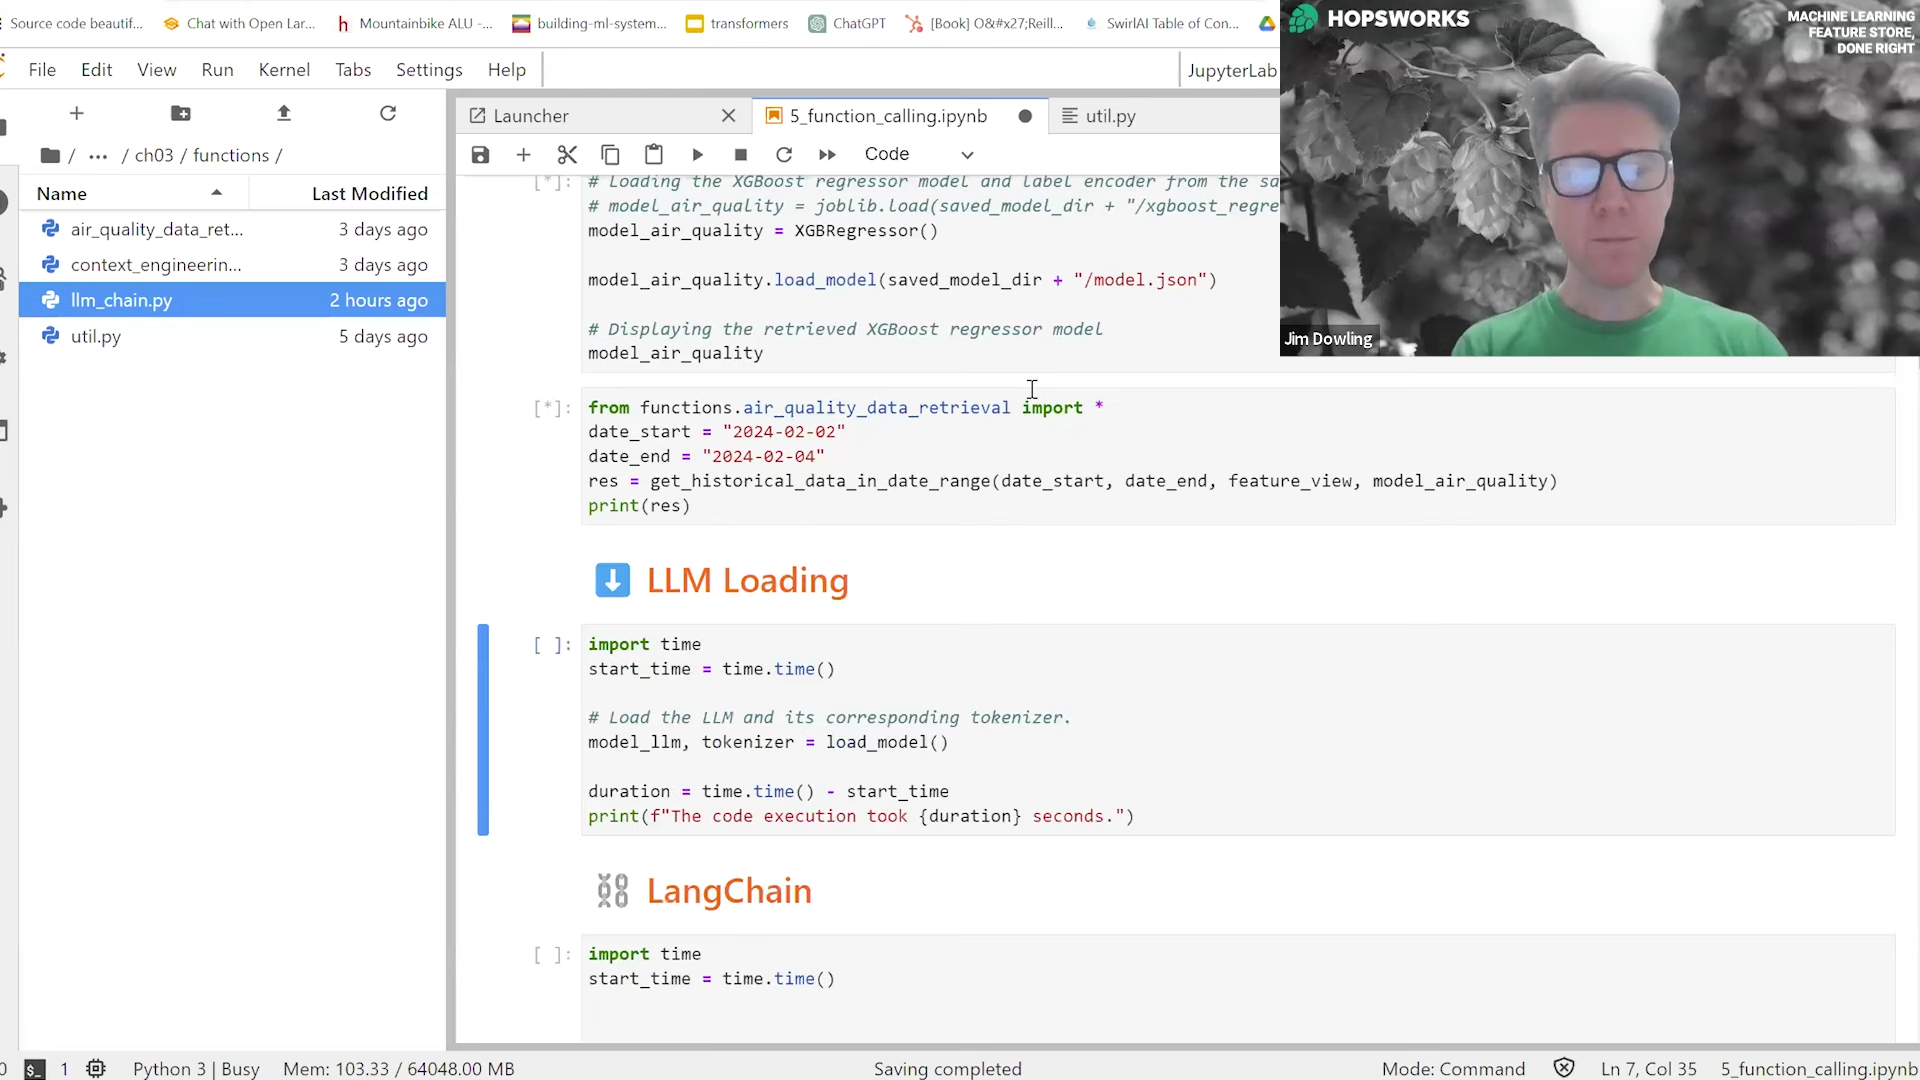 Source code beautif...
Chat with Open Lar...
Mountainbike ALU -...
building-ml-system...
transformers
ChatGPT
[Book] O&#x27;Reill...
SwirlAI Table of Con...
HOPSWORKS
MACHINE LEARNING
FEATURE STORE,
DONE RIGHT
File Edit View Run Kernel Tabs Settings Help
JupyterLab
Launcher
5_function_calling.ipynb
util.py
/ ... / ch03 / functions /
Code
Name Last Modified
air_quality_data_ret... 3 days ago
context_engineerin... 3 days ago
llm_chain.py 2 hours ago
util.py 5 days ago
[*]: # Loading the XGBoost regressor model and label encoder from the sa
# model_air_quality = joblib.load(saved_model_dir + "/xgboost_regre
model_air_quality = XGBRegressor()
model_air_quality.load_model(saved_model_dir + "/model.json")
# Displaying the retrieved XGBoost regressor model
model_air_quality
Jim Dowling
[*]: from functions.air_quality_data_retrieval import *
date_start = "2024-02-02"
date_end = "2024-02-04"
res = get_historical_data_in_date_range(date_start, date_end, feature_view, model_air_quality)
print(res)
LLM Loading
[ ]: import time
start_time = time.time()
# Load the LLM and its corresponding tokenizer.
model_llm, tokenizer = load_model()
duration = time.time() - start_time
print(f"The code execution took {duration} seconds.")
LangChain
[ ]: import time
start_time = time.time()
0 $_ 1 Python 3 | Busy Mem: 103.33 / 64048.00 MB Saving completed Mode: Command Ln 7, Col 35 5_function_calling.ipynb